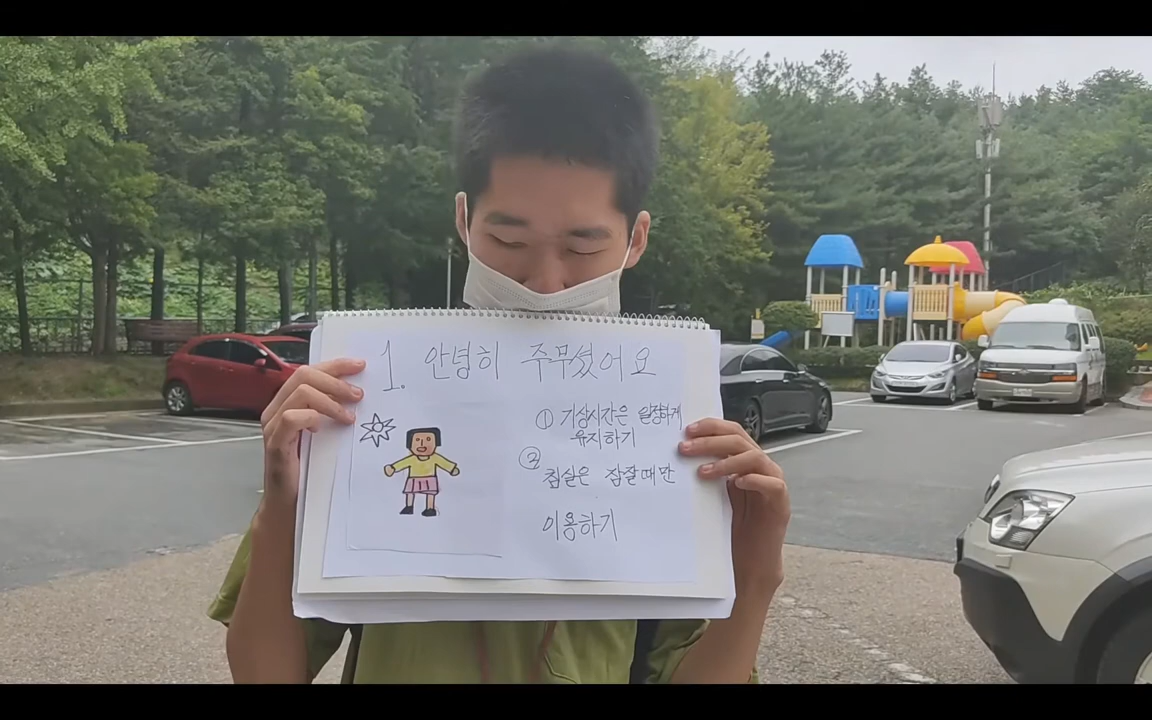 1. 안녕히 주무셨어요
① 기상시간은 일정하게
유지하기
② 침실은 잠잘때만
이용하기